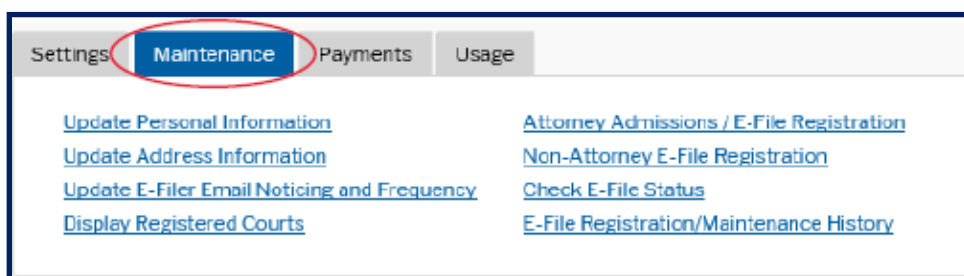 Settings Maintenance Payments Usage
Update Personal Information
Update Address Information
Update E-Filer Email Noticing and Frequency
Display Registered Courts
Attorney Admissions / E-File Registration
Non-Attorney E-File Registration
Check E-File Status
E-File Registration/Maintenance History